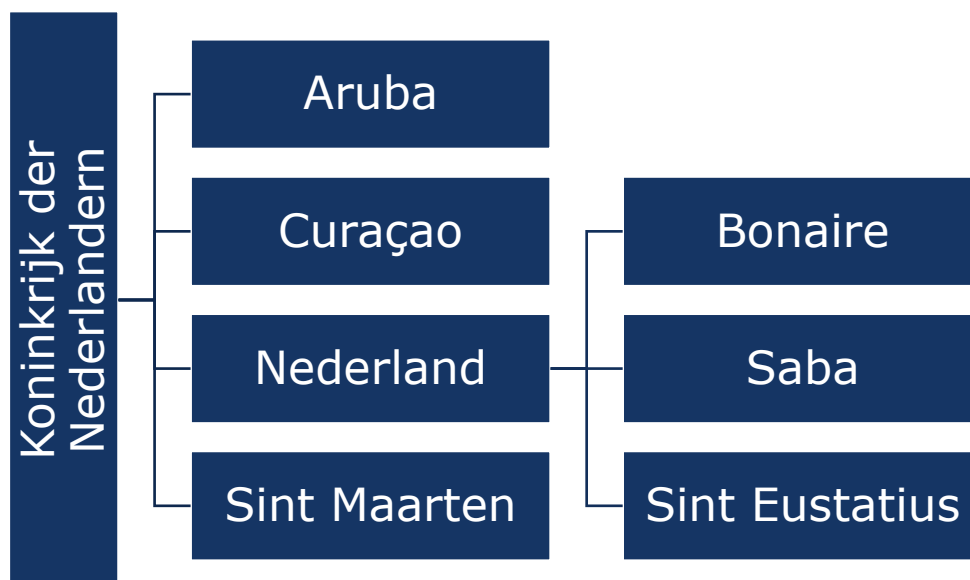 Koninkrijk der
Nederlandern
Aruba
Curaçao
Nederland
Sint Maarten
Bonaire
Saba
Sint Eustatius